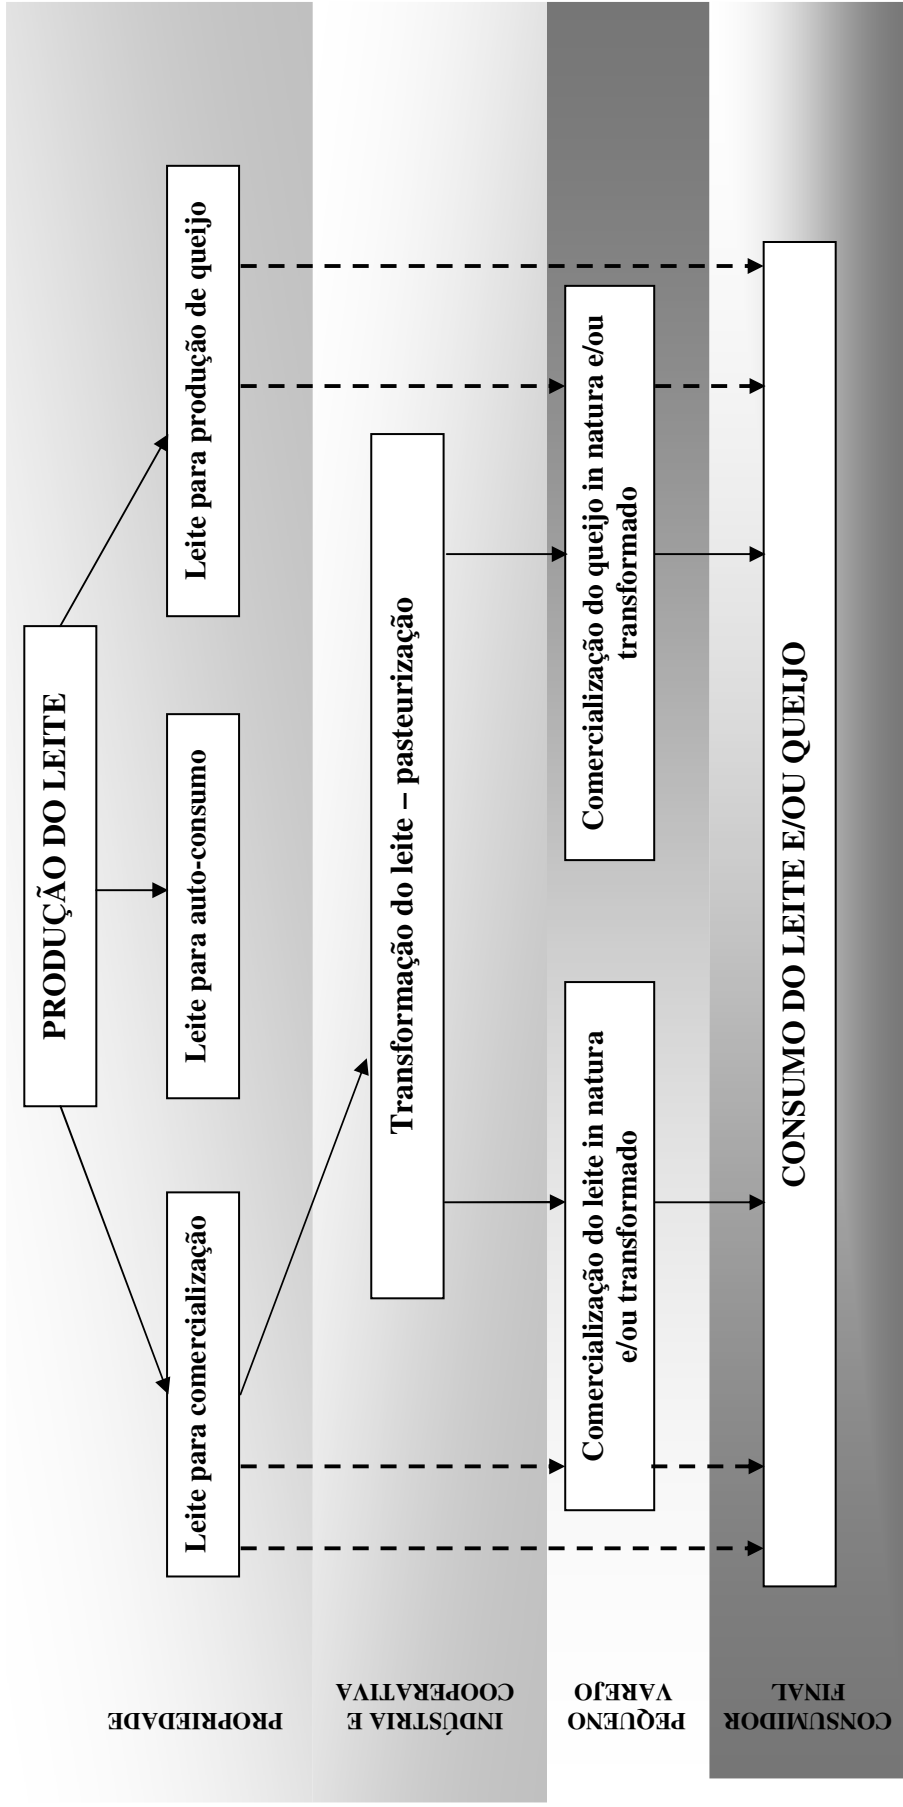 PRODUÇÃO DO LEITE
Leite para comercialização
Leite para auto-consumo
Leite para produção de queijo
Transformação do leite – pasteurização
Comercialização do leite in natura
e/ou transformado
Comercialização do queijo in natura e/ou
transformado
CONSUMO DO LEITE E/OU QUEIJO
PROPRIEDADE
INDÚSTRIA E
COOPERATIVA
PEQUENO
VAREJO
CONSUMIDOR
FINAL